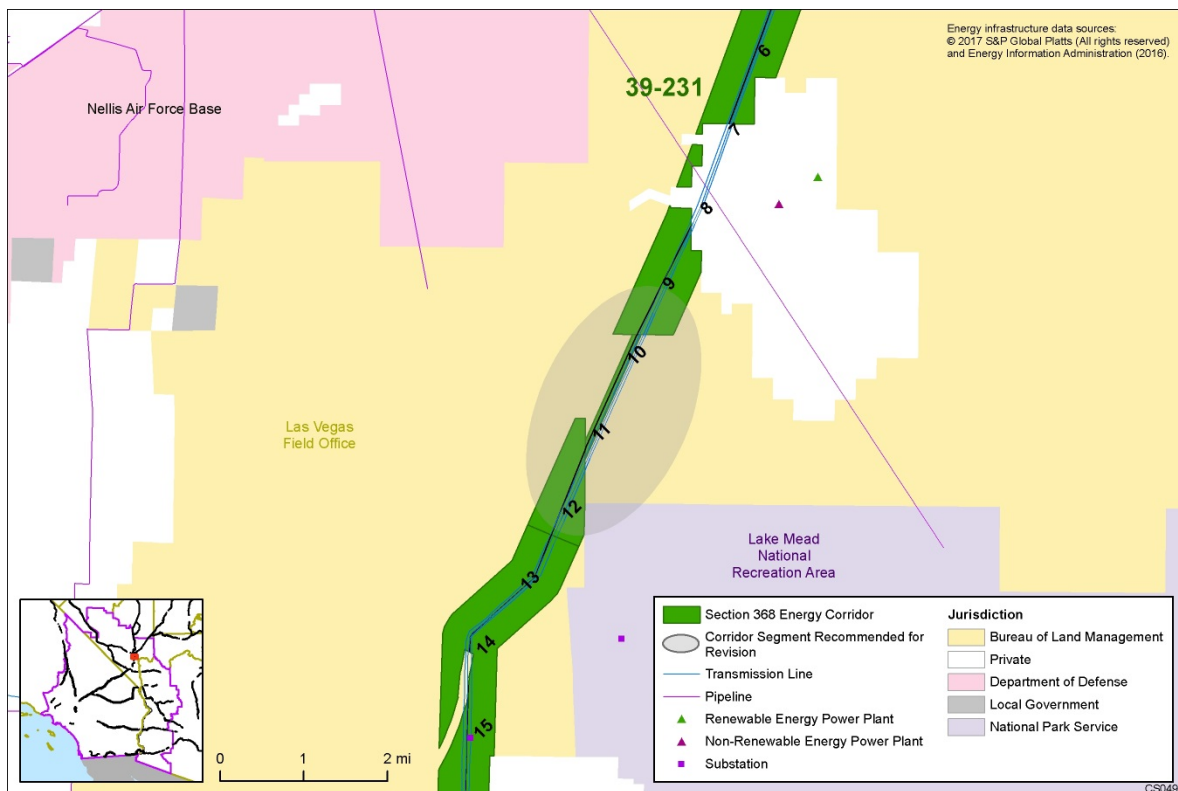 Energy infrastructure data sources:
© 2017 S&P Global Platts (All rights reserved)
and Energy Information Administration (2016).
6
39-231
Nellis Air Force Base
7
8
9
10
11
Las Vegas
Field Office
12
Lake Mead
National
Recreation Area
13
14
15
Section 368 Energy Corridor
Corridor Segment Recommended for
Revision
Transmission Line
Pipeline
Renewable Energy Power Plant
Non-Renewable Energy Power Plant
Substation
Jurisdiction
Bureau of Land Management
Private
Department of Defense
Local Government
National Park Service
0 1 2 mi
CS049